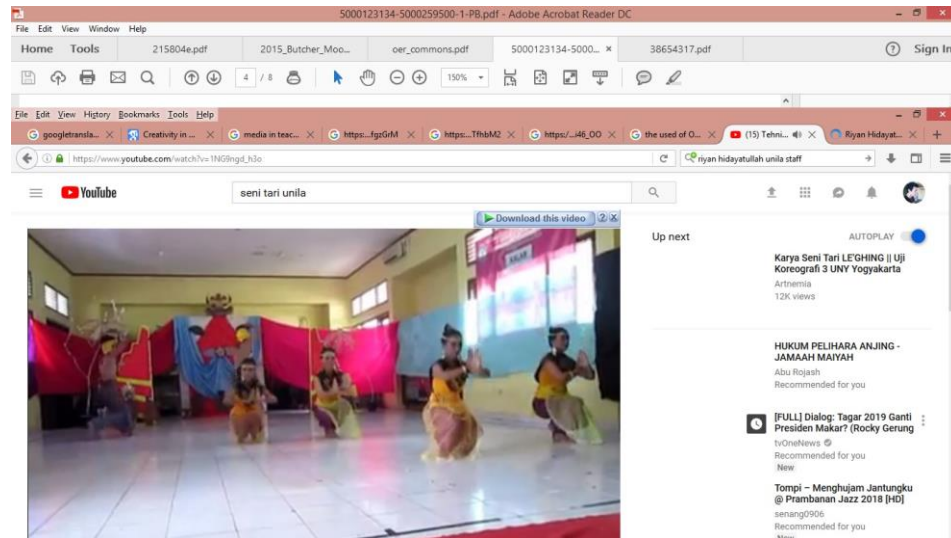 5000123134-5000259500-1-PB.pdf - Adobe Acrobat Reader DC
File Edit View Window Help
Home Tools 215804e.pdf 2015_Butcher_Moo... oer_commons.pdf 5000123134-5000... × 38654317.pdf ? Sign In
4 / 8 150%
File Edit View History Bookmarks Tools Help
googletransla... × Creativity in ... × media in teac... × https:...fgzGrM × https:...TfhbM2 × https:/...i46_OO × the used of O... × (15) Tehni... × Riyan Hidayat... × +
https://www.youtube.com/watch?v=1NG9ngd_h3o riyan hidayatullah unila staff
YouTube seni tari unila
Download this video ? X
Up next AUTOPLAY
Karya Seni Tari LE'GHING || Uji
Koreografi 3 UNY Yogyakarta
Artnemia
12K views
HUKUM PELIHARA ANJING -
JAMAAH MAIYAH
Abu Rojash
Recommended for you
[FULL] Dialog: Tagar 2019 Ganti
Presiden Makar? (Rocky Gerung
tvOneNews
Recommended for you
New
Tompi – Menghujam Jantungku
@ Prambanan Jazz 2018 [HD]
senang0906
Recommended for you
New